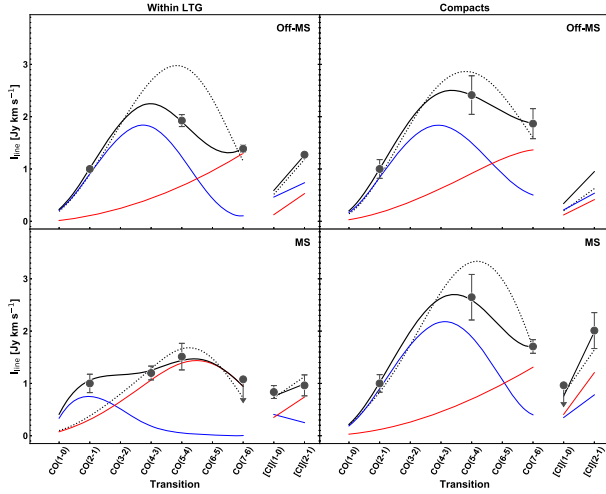 Within LTG
Compacts
Off-MS
Off-MS
I_line [Jy km s⁻¹]
3
2
1
0
MS
MS
I_line [Jy km s⁻¹]
3
2
1
0
CO(1-0)
CO(2-1)
CO(3-2)
CO(4-3)
CO(5-4)
CO(6-5)
CO(7-6)
[CI](1-0)
[CI](2-1)
CO(1-0)
CO(2-1)
CO(3-2)
CO(4-3)
CO(5-4)
CO(6-5)
CO(7-6)
[CI](1-0)
[CI](2-1)
Transition
Transition